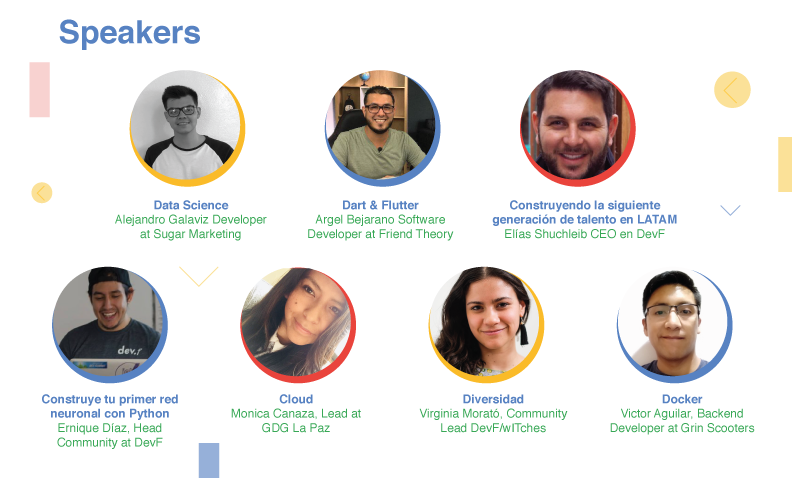 Speakers
Data Science
Alejandro Galaviz Developer
at Sugar Marketing
Dart & Flutter
Argel Bejarano Software
Developer at Friend Theory
Construyendo la siguiente
generación de talento en LATAM
Elías Shuchleib CEO en DevF
dev.f
Construye tu primer red
neuronal con Python
Ernique Díaz, Head
Community at DevF
Cloud
Monica Canaza, Lead at
GDG La Paz
Diversidad
Virginia Morató, Community
Lead DevF/wITches
Docker
Victor Aguilar, Backend
Developer at Grin Scooters